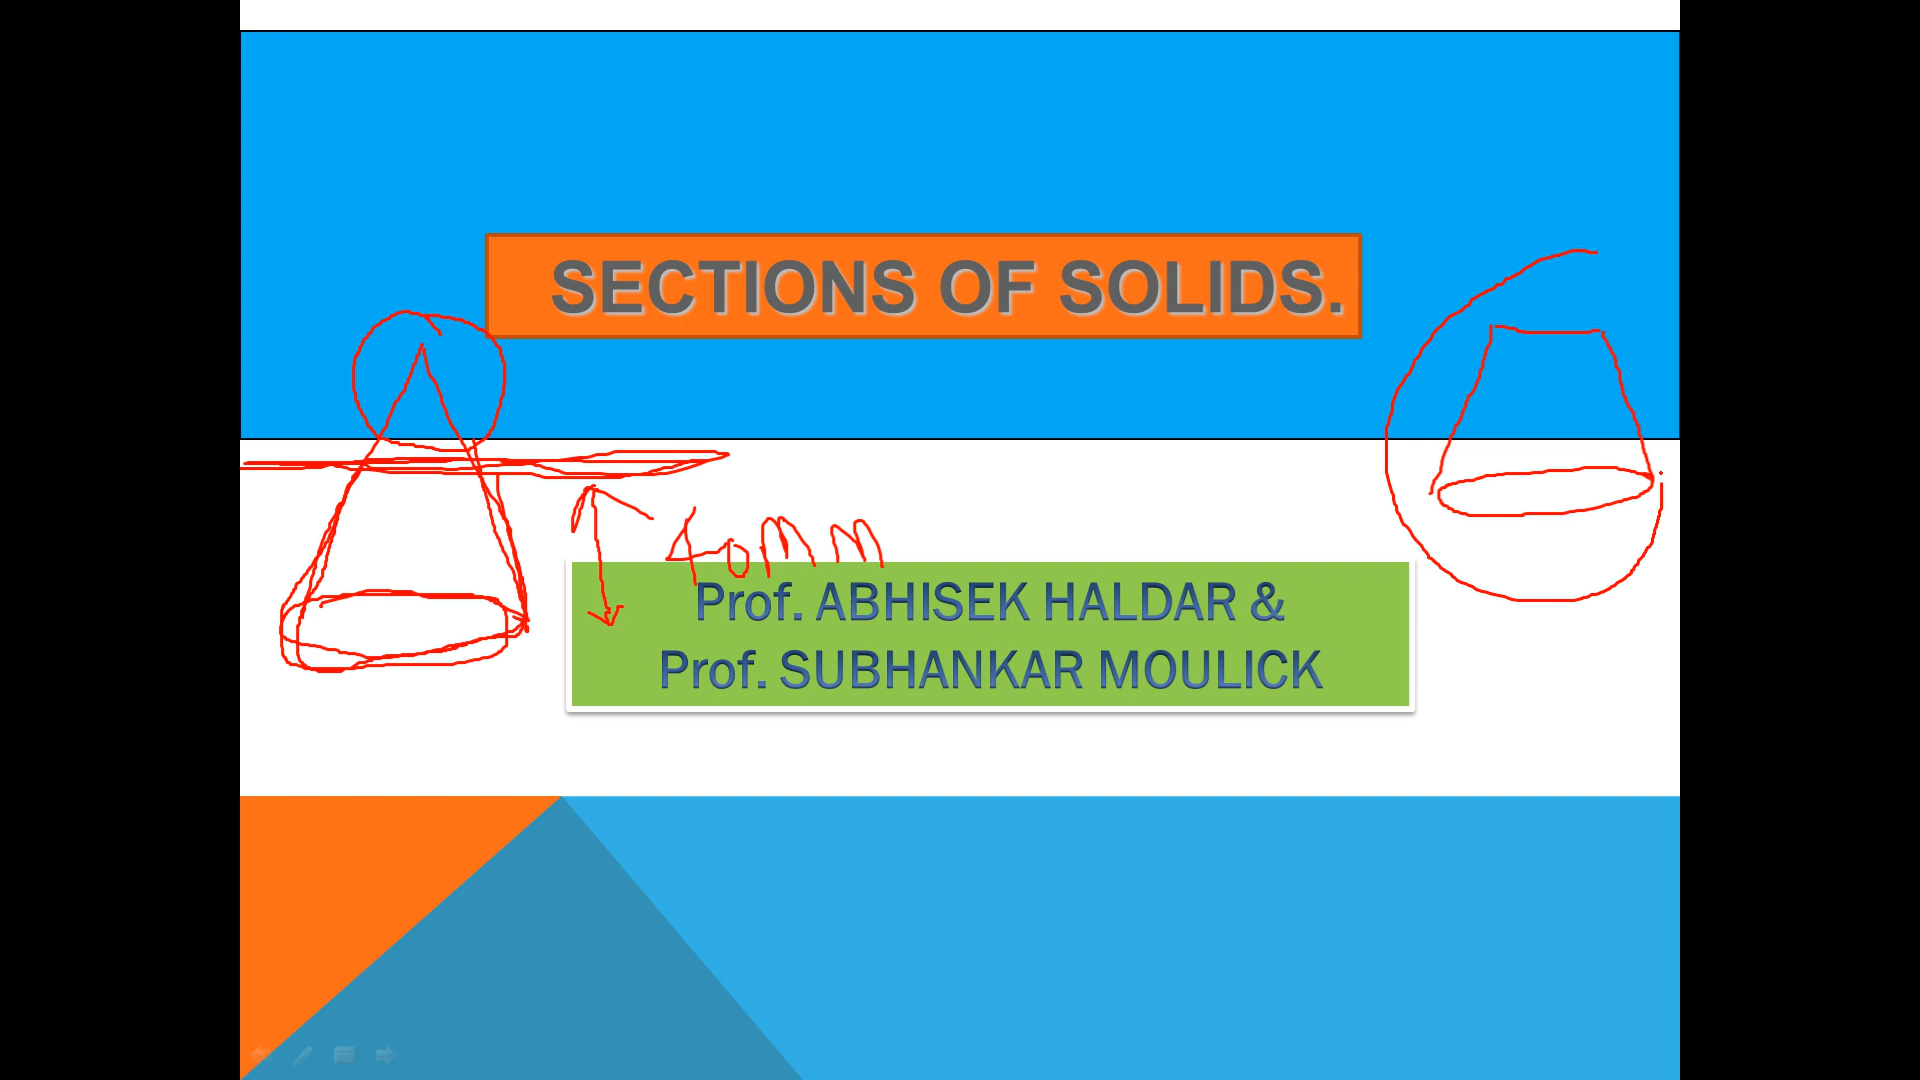 SECTIONS OF SOLIDS.
40mm
Prof. ABHISEK HALDAR &
Prof. SUBHANKAR MOULICK